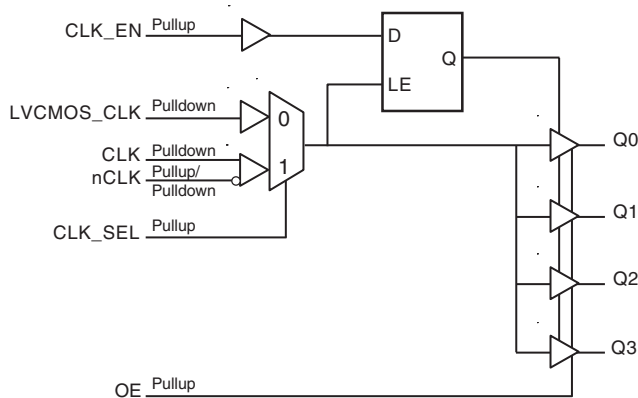 CLK_EN Pullup
D
Q
LE
LVCMOS_CLK Pulldown
0
CLK Pulldown
nCLK Pullup/
Pulldown
1
CLK_SEL Pullup
Q0
Q1
Q2
Q3
OE Pullup